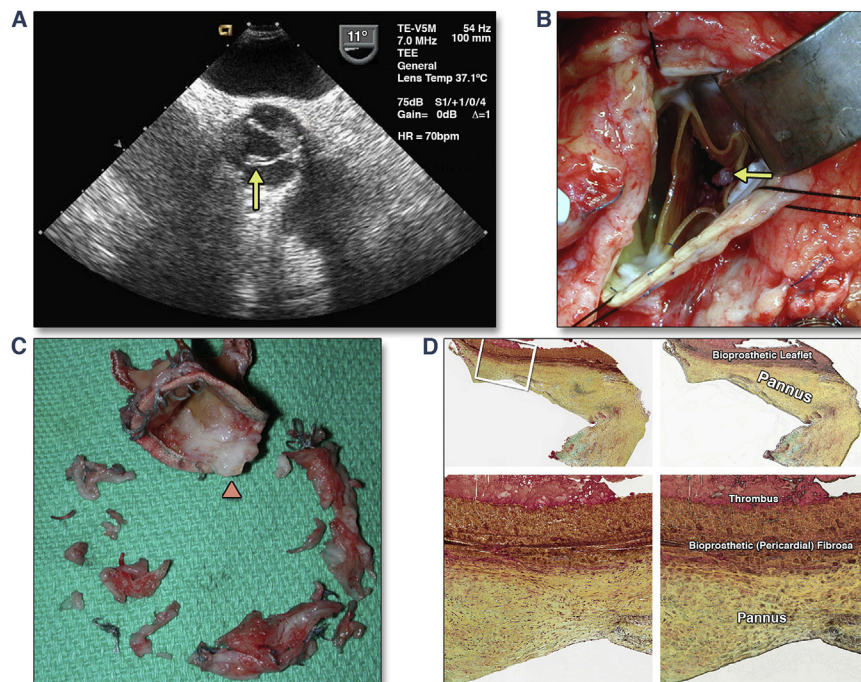 A
11°
TE-V5M
54 Hz
7.0 MHz
100 mm
TEE
General
Lens Temp 37.1°C
75dB S1/+1/0/4
Gain= 0dB Δ=1
HR = 70bpm
B
C
D
Bioprosthetic Leaflet
Pannus
Thrombus
Bioprosthetic (Pericardial) Fibrosa
Pannus